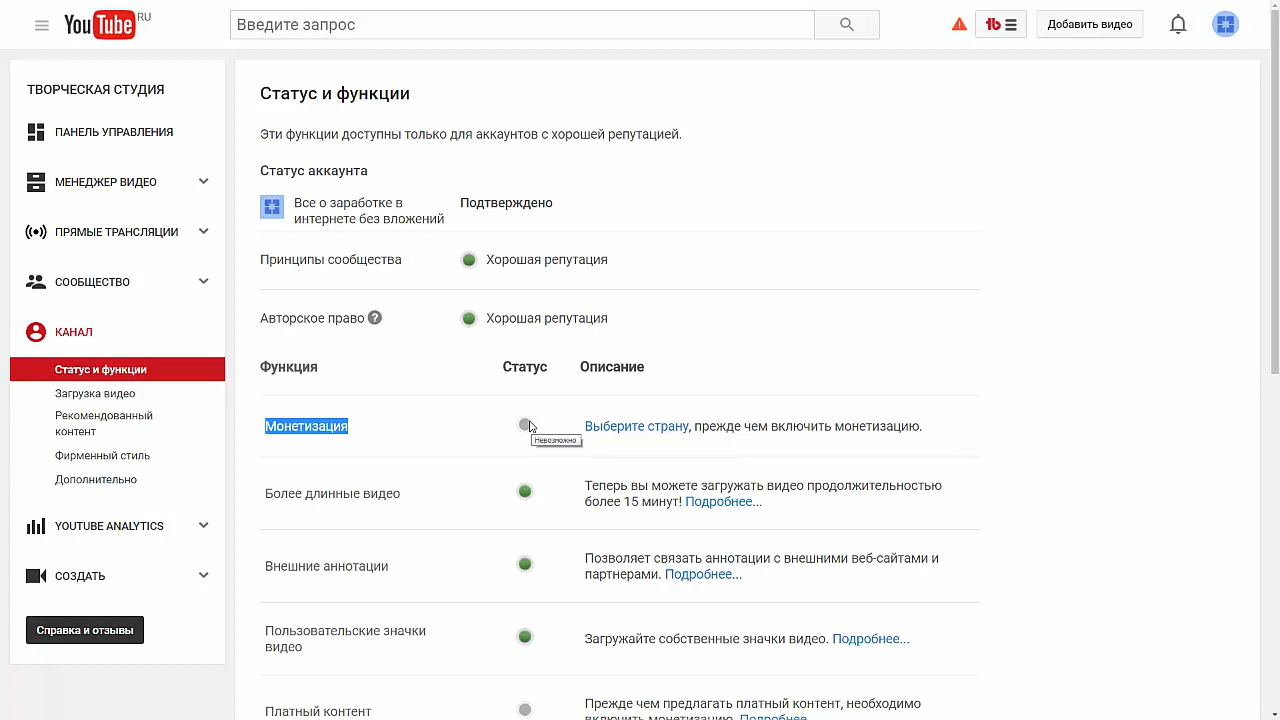 YouTube RU
Введите запрос
Добавить видео
ТВОРЧЕСКАЯ СТУДИЯ
ПАНЕЛЬ УПРАВЛЕНИЯ
МЕНЕДЖЕР ВИДЕО
ПРЯМЫЕ ТРАНСЛЯЦИИ
СООБЩЕСТВО
КАНАЛ
Статус и функции
Загрузка видео
Рекомендованный
контент
Фирменный стиль
Дополнительно
YOUTUBE ANALYTICS
СОЗДАТЬ
Справка и отзывы
Статус и функции
Эти функции доступны только для аккаунтов с хорошей репутацией.
Статус аккаунта
Все о заработке в
интернете без вложений
Подтверждено
Принципы сообщества
Хорошая репутация
Авторское право ?
Хорошая репутация
Функция Статус Описание
Монетизация
Невозможно
Выберите страну, прежде чем включить монетизацию.
Более длинные видео
Теперь вы можете загружать видео продолжительностью
более 15 минут! Подробнее...
Внешние аннотации
Позволяет связать аннотации с внешними веб-сайтами и
партнерами. Подробнее...
Пользовательские значки
видео
Загружайте собственные значки видео. Подробнее...
Платный контент
Прежде чем предлагать платный контент, необходимо
включить монетизацию. Подробнее...